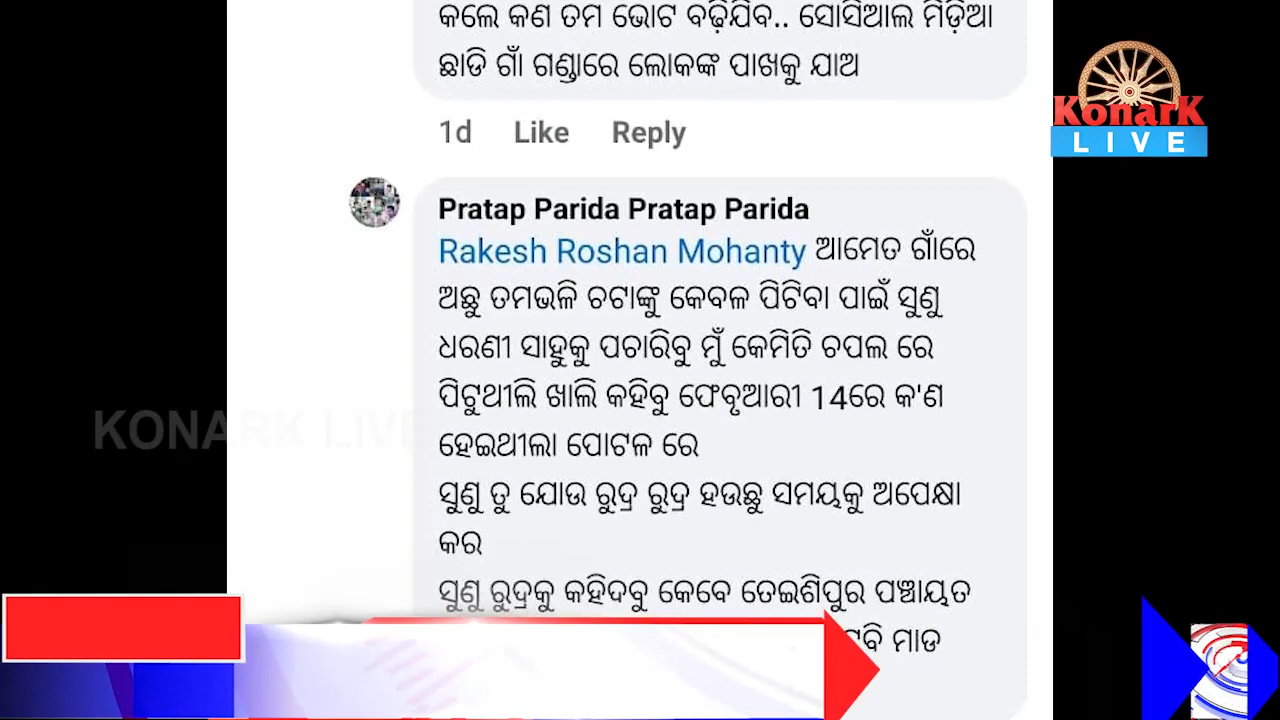 କଲେ କଣ ତମ ଭୋଟ ବଢ଼ିଯିବ.. ସୋସିଆଲ ମିଡ଼ିଆ
ଛାଡି ଗାଁ ଗଣ୍ଡାରେ ଲୋକଙ୍କ ପାଖକୁ ଯାଅ
KonarK
LIVE
1d Like Reply
Pratap Parida Pratap Parida
Rakesh Roshan Mohanty ଆମେତ ଗାଁରେ
ଅଛୁ ତମଭଳି ଚଟାଙ୍କୁ କେବଳ ପିଟିବା ପାଇଁ ସୁଣୁ
ଧରଣୀ ସାହୁକୁ ପଚାରିବୁ ମୁଁ କେମିତି ଚପଲ ରେ
ପିଟୁଥୀଲି ଖାଲି କହିବୁ ଫେବୃଆରୀ 14ରେ କ'ଣ
ହେଇଥୀଲା ପୋଟଳ ରେ
ସୁଣୁ ତୁ ଯୋଉ ରୁଦ୍ର ରୁଦ୍ର ହଉଛୁ ସମୟକୁ ଅପେକ୍ଷା
କର
ସୁଣୁ ରୁଦ୍ରକୁ କହିଦବୁ କେବେ ତେଇଶିପୁର ପଞ୍ଚାୟତ
ମାଡ
KONARK LIVE